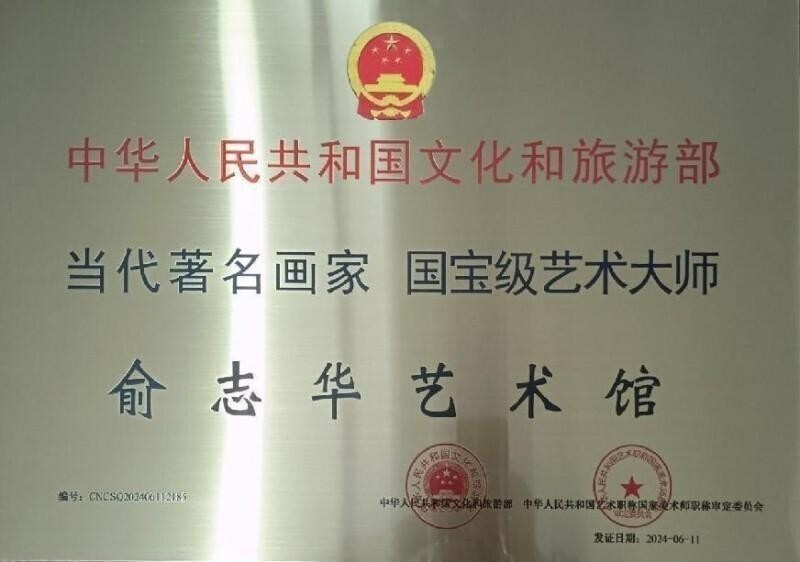 中华人民共和国文化和旅游部
当代著名画家 国宝级艺术大师
俞志华艺术馆
编号：CNCSQ202406112185
中华人民共和国文化和旅游部 中华人民共和国艺术职称国家美术师职称审定委员会
发证日期：2024-06-11